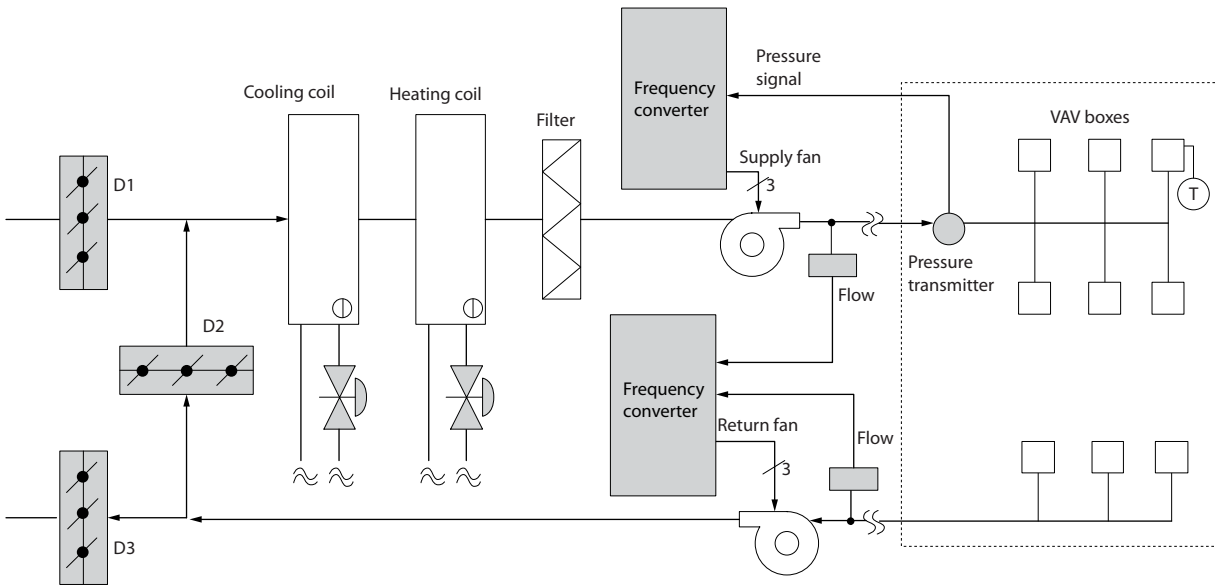 Pressure
signal
Cooling coil
Heating coil
Frequency
converter
VAV boxes
Filter
Supply fan
3
D1
T
Pressure
transmitter
Flow
D2
Frequency
converter
Return fan
Flow
3
D3